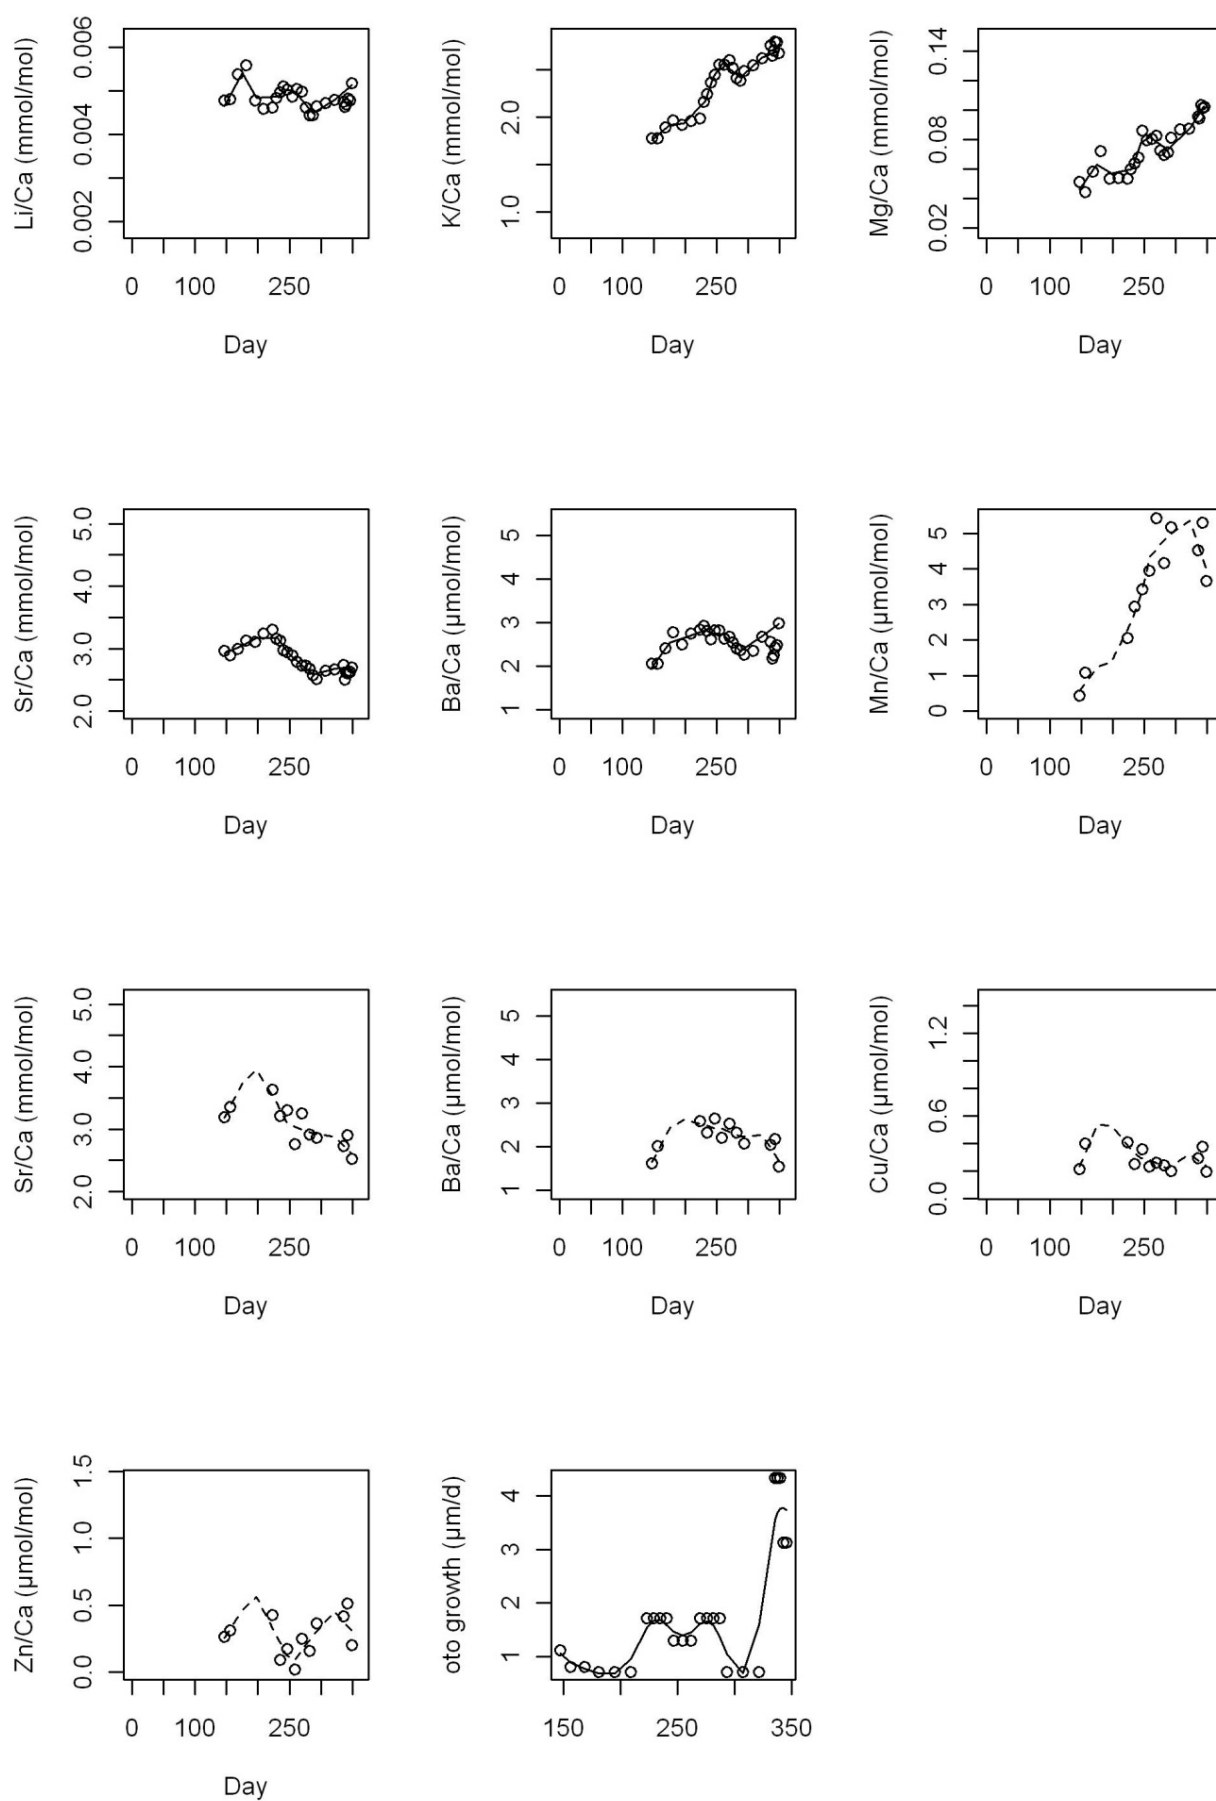 Li/Ca (mmol/mol)
0.002 0.004 0.006
0 100 250
Day
K/Ca (mmol/mol)
1.0 2.0
0 100 250
Day
Mg/Ca (mmol/mol)
0.02 0.08 0.14
0 100 250
Day
Sr/Ca (mmol/mol)
2.0 3.0 4.0 5.0
0 100 250
Day
Ba/Ca (µmol/mol)
1 2 3 4 5
0 100 250
Day
Mn/Ca (µmol/mol)
0 1 2 3 4 5
0 100 250
Day
Sr/Ca (mmol/mol)
2.0 3.0 4.0 5.0
0 100 250
Day
Ba/Ca (µmol/mol)
1 2 3 4 5
0 100 250
Day
Cu/Ca (µmol/mol)
0.0 0.6 1.2
0 100 250
Day
Zn/Ca (µmol/mol)
0.0 0.5 1.0 1.5
0 100 250
Day
oto growth (µm/d)
1 2 3 4
150 250 350